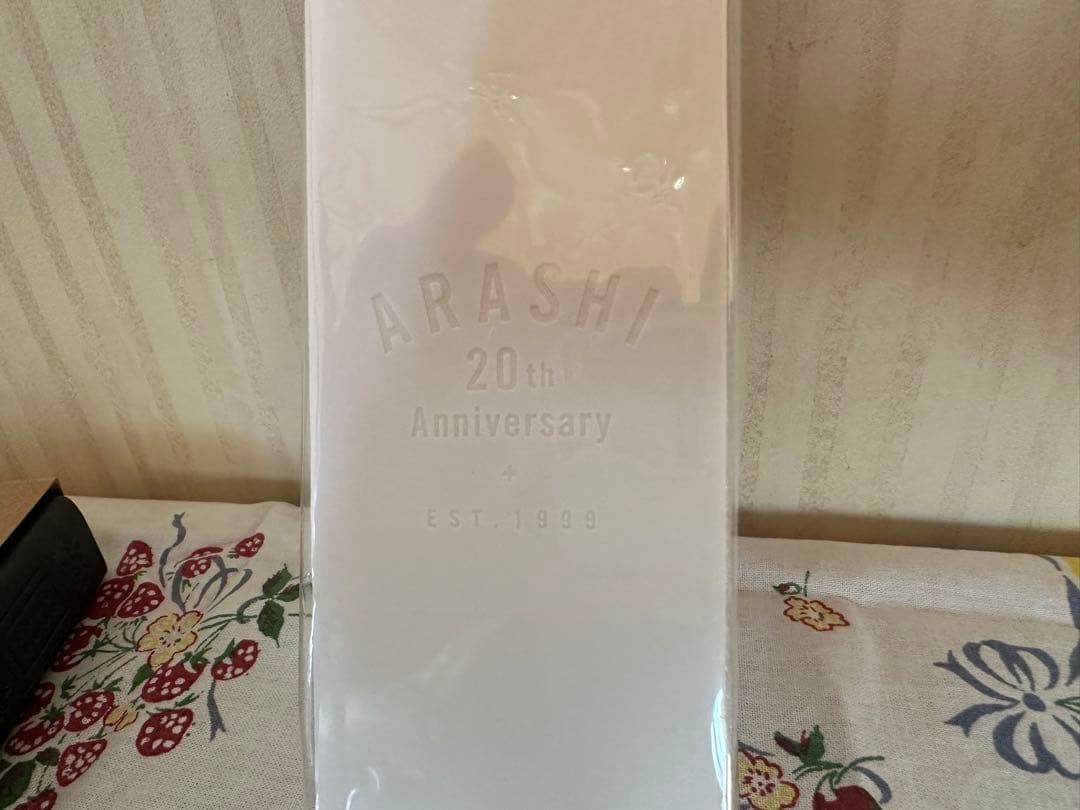 ARASHI
20th
Anniversary
EST. 1999